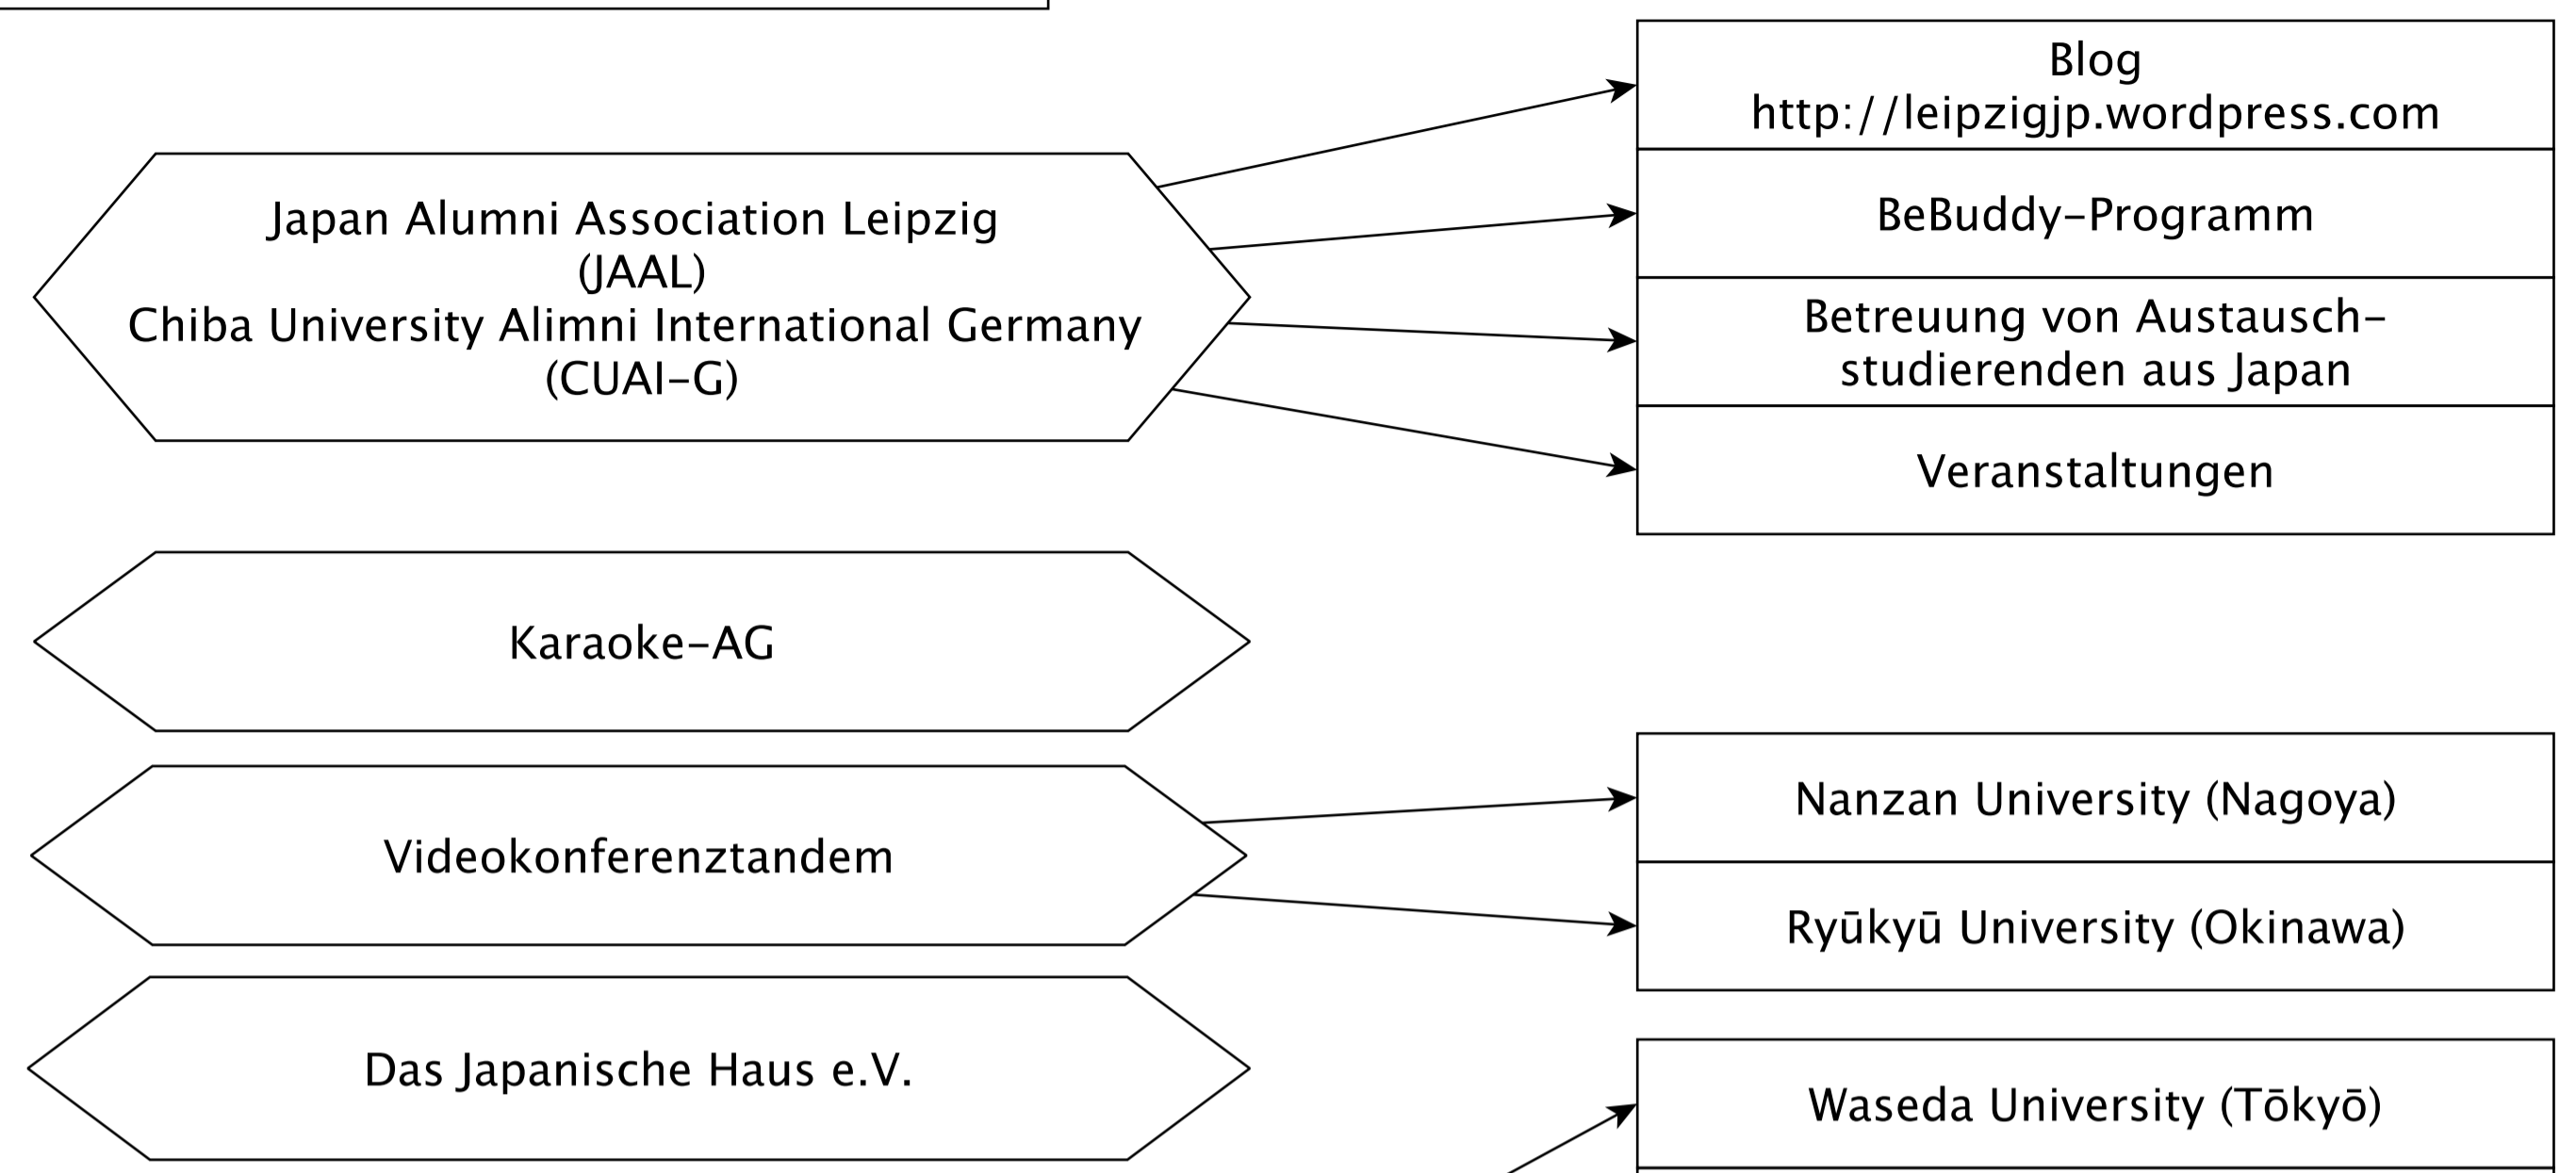 Blog
http://leipzigjp.wordpress.com
Japan Alumni Association Leipzig
(JAAL)
Chiba University Alimni International Germany
(CUAI-G)
BeBuddy-Programm
Betreuung von Austausch-
studierenden aus Japan
Veranstaltungen
Karaoke-AG
Videokonferenztandem
Nanzan University (Nagoya)
Ryūkyū University (Okinawa)
Das Japanische Haus e.V.
Waseda University (Tōkyō)